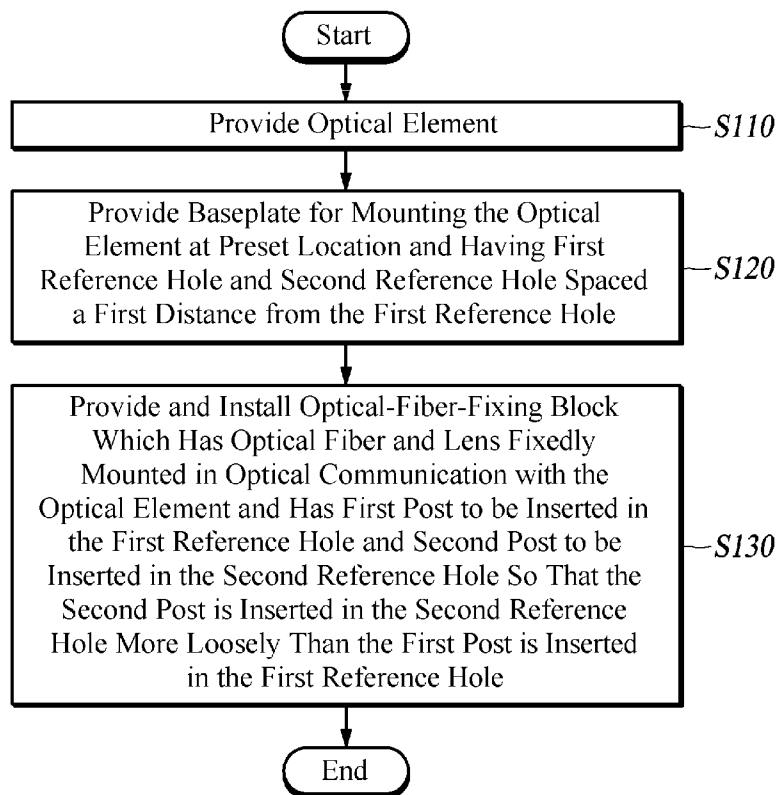 Start
Provide Optical Element
S110
Provide Baseplate for Mounting the Optical
Element at Preset Location and Having First
Reference Hole and Second Reference Hole Spaced
a First Distance from the First Reference Hole
S120
Provide and Install Optical-Fiber-Fixing Block
Which Has Optical Fiber and Lens Fixedly
Mounted in Optical Communication with the
Optical Element and Has First Post to be Inserted in
the First Reference Hole and Second Post to be
Inserted in the Second Reference Hole So That the
Second Post is Inserted in the Second Reference
Hole More Loosely Than the First Post is Inserted
in the First Reference Hole
S130
End